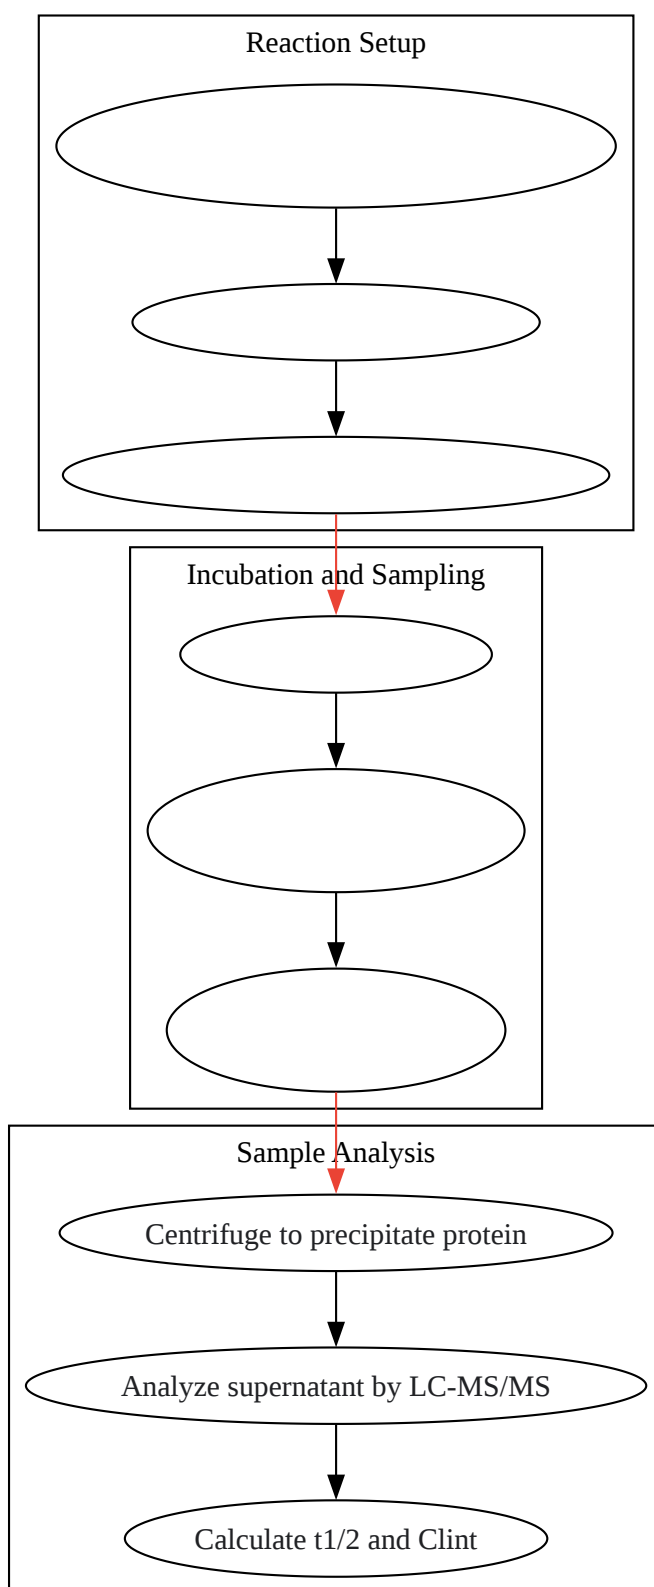 Reaction Setup
Incubation and Sampling
Sample Analysis
Centrifuge to precipitate protein
Analyze supernatant by LC-MS/MS
Calculate t1/2 and Clint